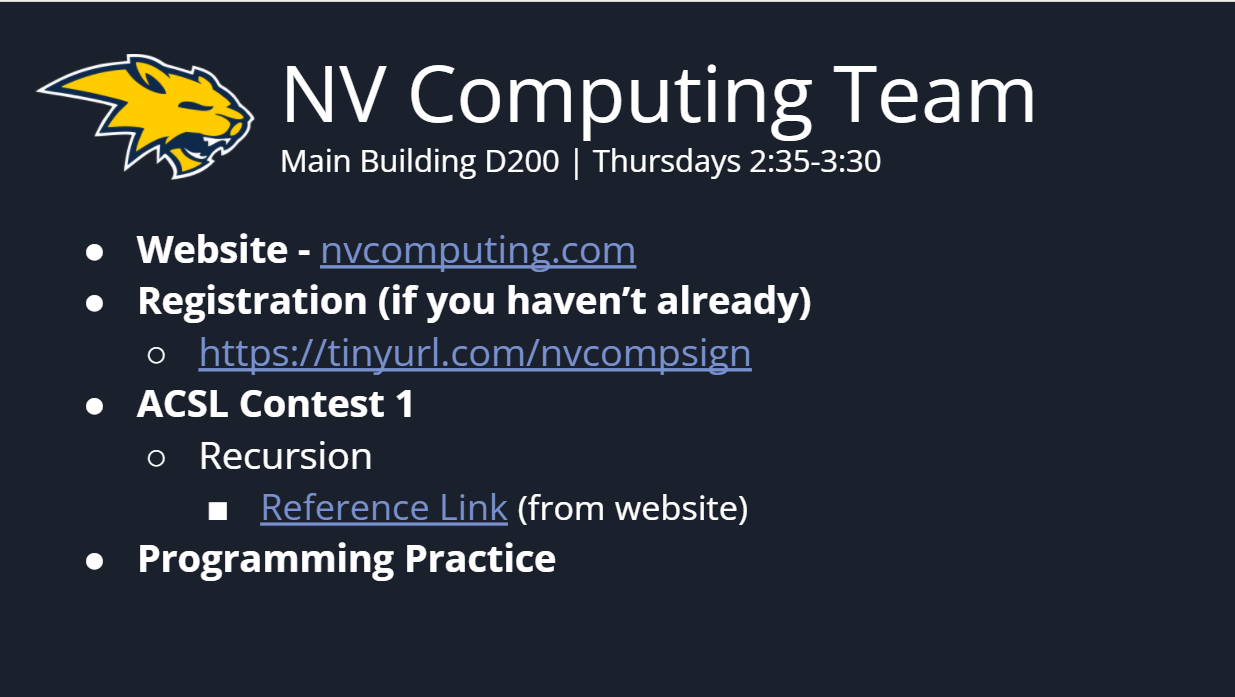 NV Computing Team
Main Building D200 | Thursdays 2:35-3:30
● Website - nvcomputing.com
● Registration (if you haven’t already)
○ https://tinyurl.com/nvcompsign
● ACSL Contest 1
○ Recursion
■ Reference Link (from website)
● Programming Practice